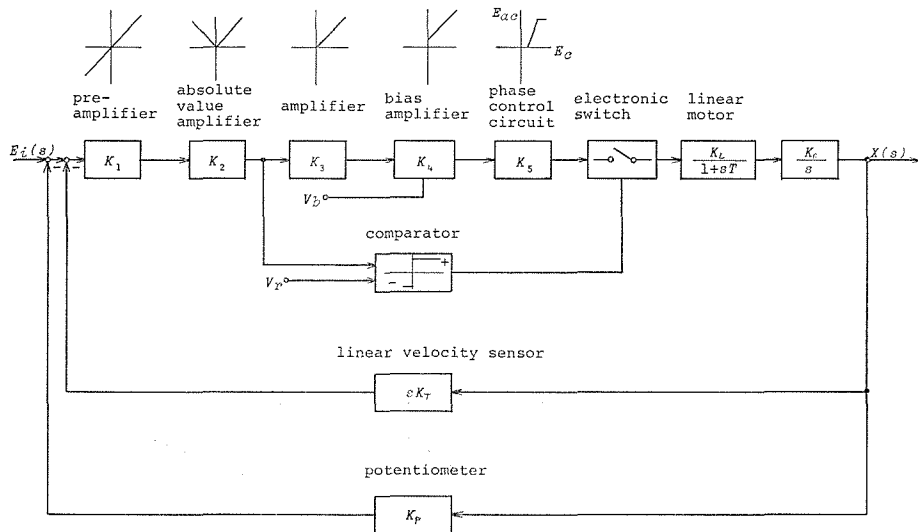 E_ac
E_c
pre-
amplifier
absolute
value
amplifier
amplifier
bias
amplifier
phase
control
circuit
electronic
switch
linear
motor
E_i(s)
K_1
K_2
K_3
K_4
K_5
K_L
1+sT
K_c
s
X(s)
V_b
comparator
+
-
V_r
linear velocity sensor
sK_T
potentiometer
K_P